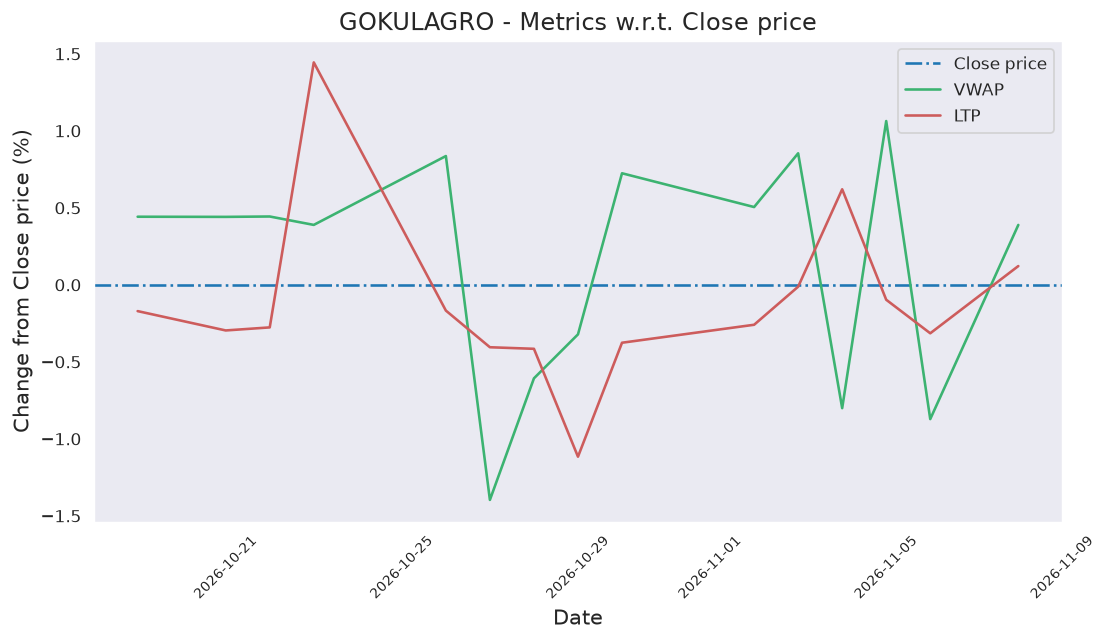 GOKULAGRO - Metrics w.r.t. Close price
Close price
VWAP
LTP
Change from Close price (%)
1.5
1.0
0.5
0.0
−0.5
−1.0
−1.5
2026-10-21
2026-10-25
2026-10-29
2026-11-01
2026-11-05
2026-11-09
Date